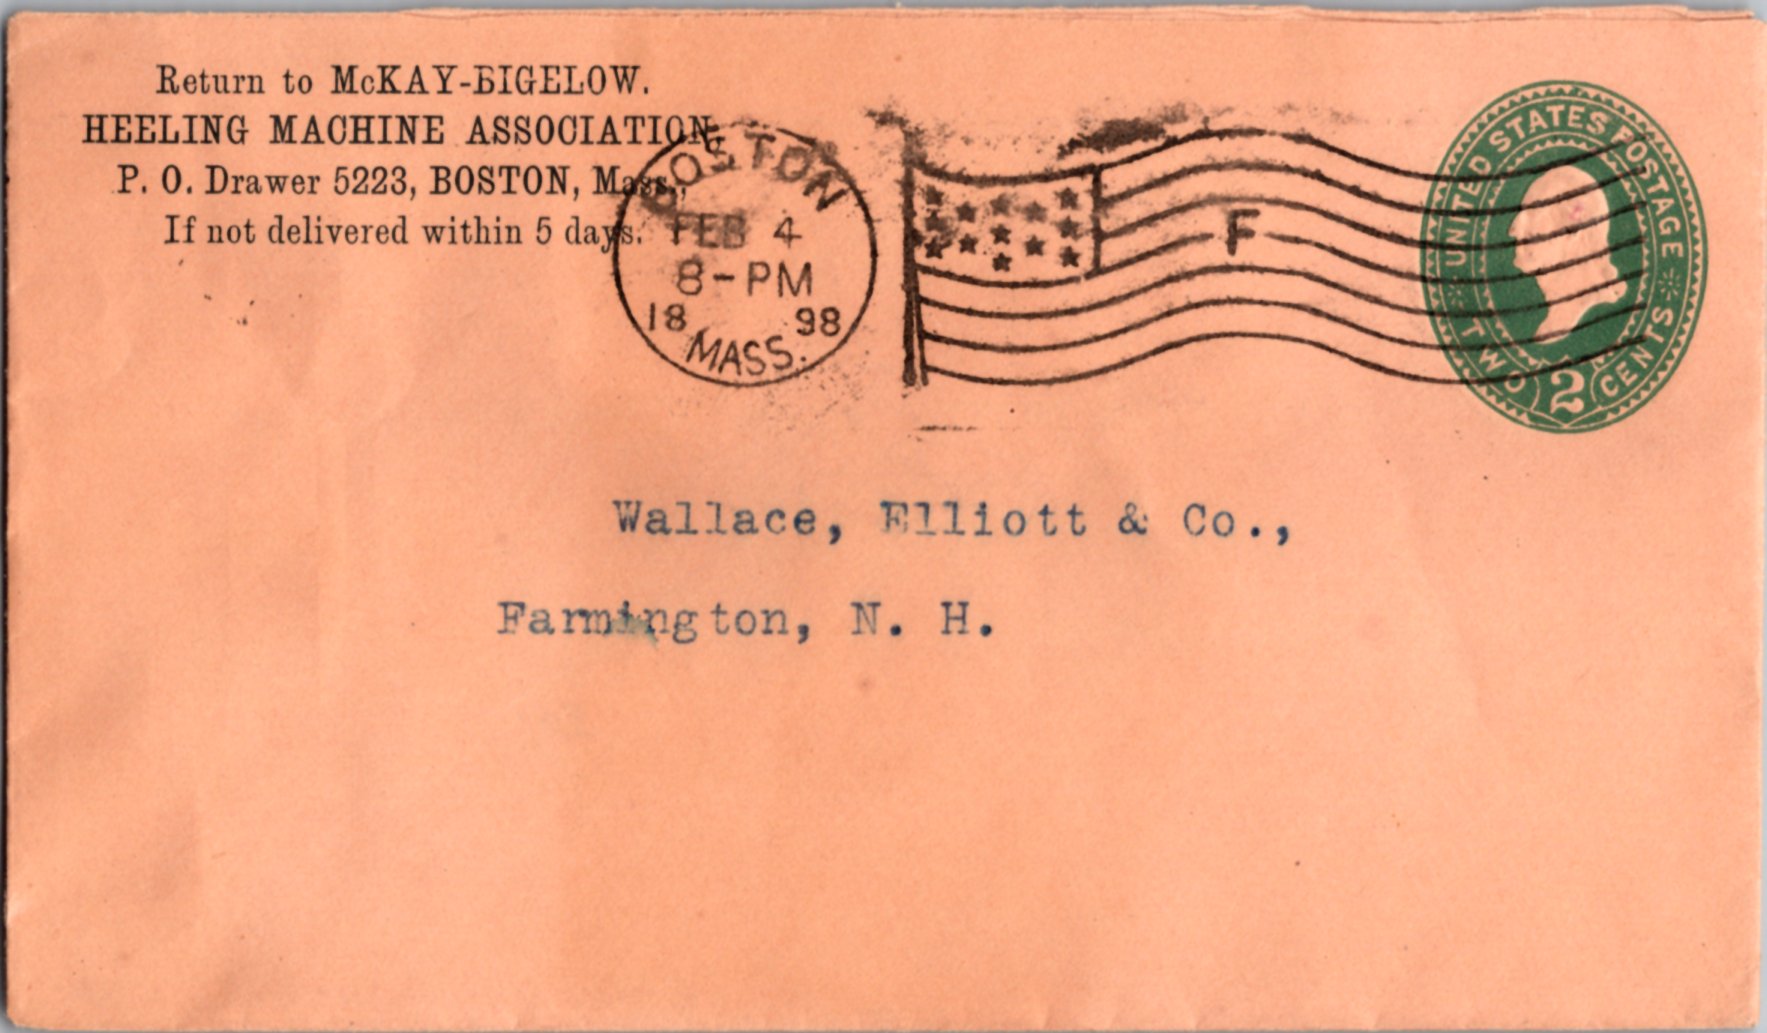 Return to McKAY-BIGELOW.
HEELING MACHINE ASSOCIATION,
P. O. Drawer 5223, BOSTON, Mass.,
If not delivered within 5 days.
BOSTON
FEB 4
8-PM
18 98
MASS.
F
UNITED STATES POSTAGE
TWO 2 CENTS
Wallace, Elliott & Co.,
Farmington, N. H.